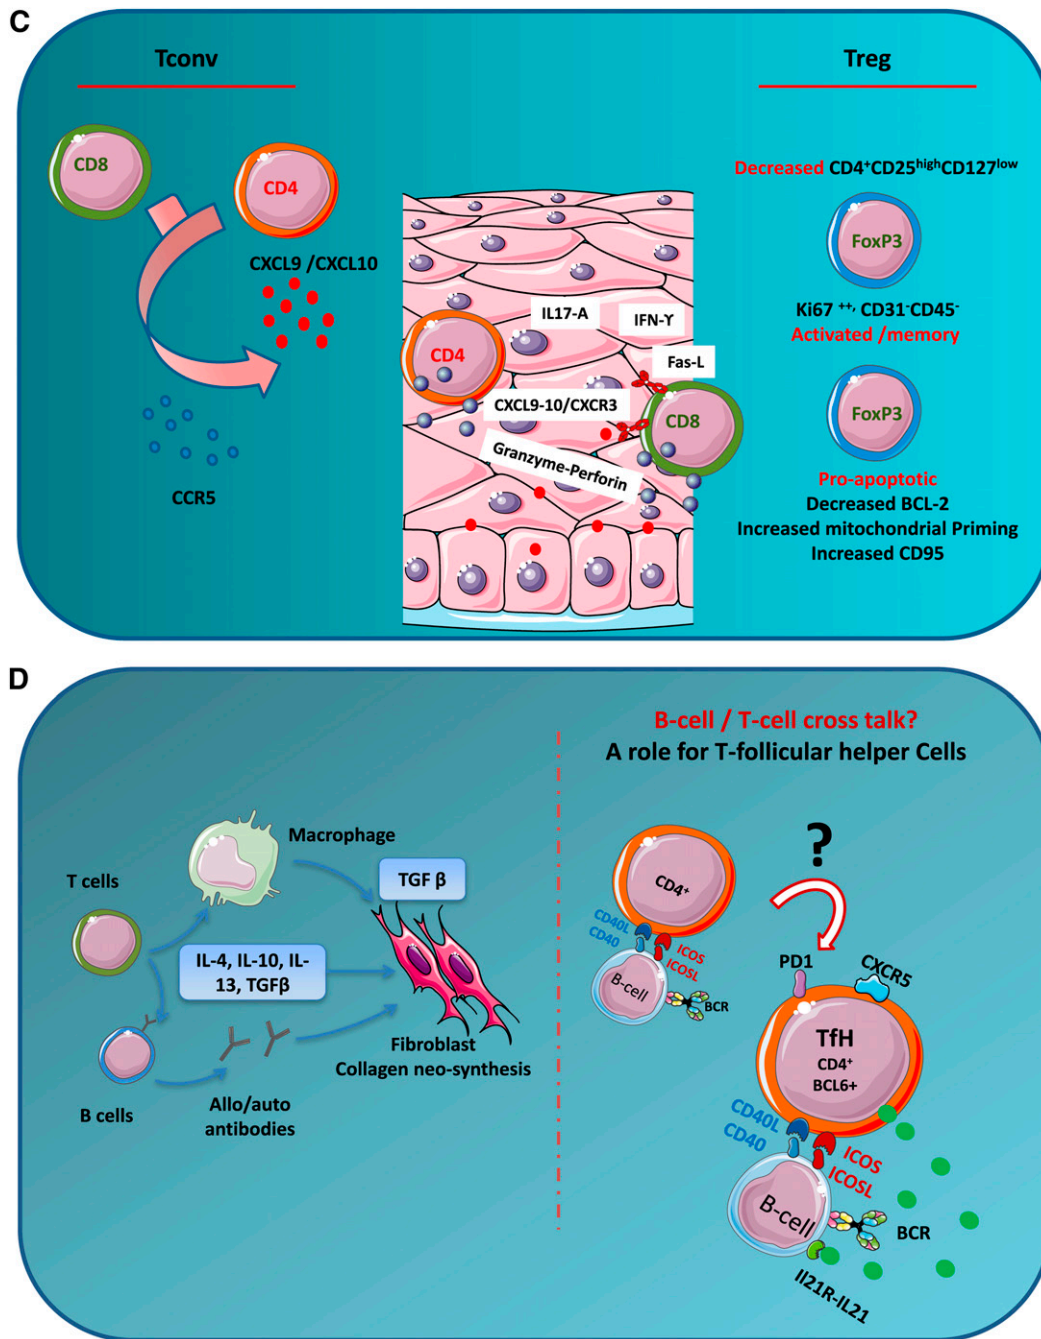 C
Tconv
Treg
CD8
CD4
CXCL9 /CXCL10
CCR5
CD4
IL17-A
IFN-Y
Fas-L
CXCL9-10/CXCR3
CD8
Granzyme-Perforin
Decreased CD4⁺CD25ʰⁱᵍʰCD127ˡᵒʷ
FoxP3
Ki67 ⁺⁺, CD31⁻CD45⁻
Activated /memory
FoxP3
Pro-apoptotic
Decreased BCL-2
Increased mitochondrial Priming
Increased CD95
D
T cells
Macrophage
TGF β
IL-4, IL-10, IL-
13, TGFβ
B cells
Allo/auto
antibodies
Fibroblast
Collagen neo-synthesis
B-cell / T-cell cross talk?
A role for T-follicular helper Cells
CD4⁺
CD40L
CD40
ICOS
ICOSL
B-cell
BCR
?
PD1
CXCR5
TfH
CD4⁺
BCL6+
CD40L
CD40
ICOS
ICOSL
B-cell
BCR
Il21R-IL21